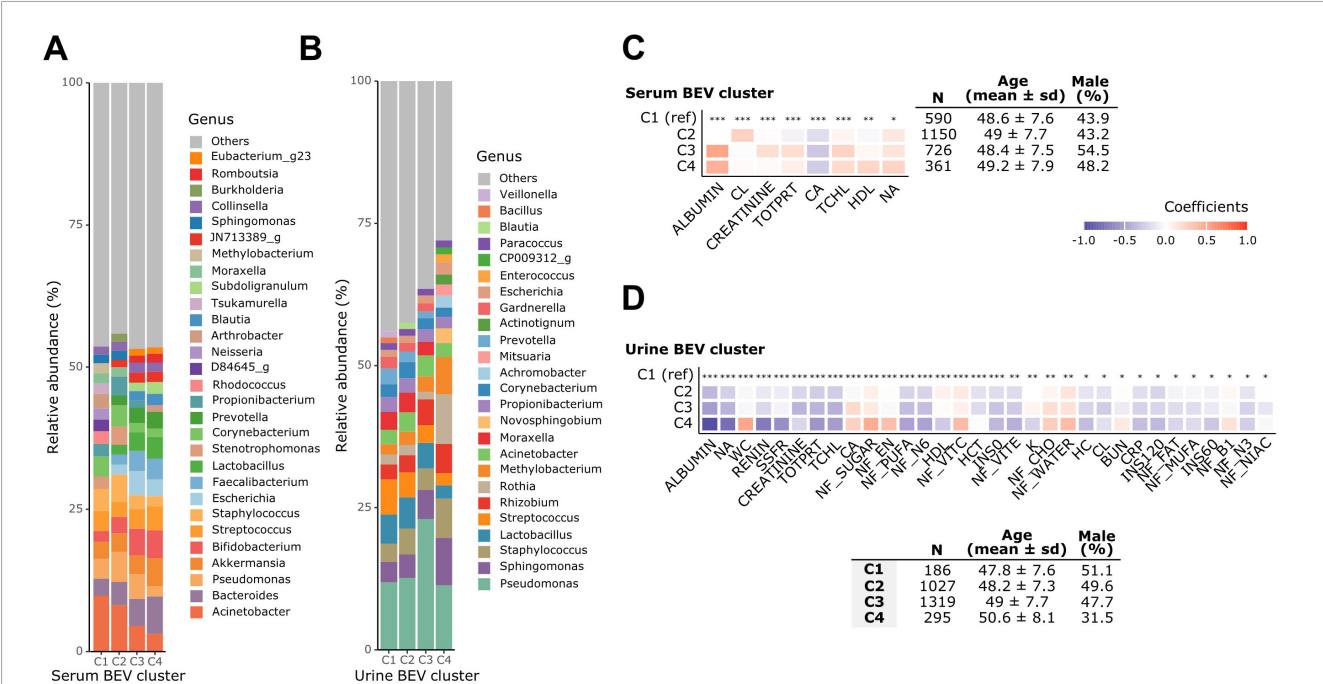 A
100
75
50
25
0
Relative abundance (%)
C1 C2 C3 C4
Serum BEV cluster
Genus
Others
Eubacterium_g23
Romboutsia
Burkholderia
Collinsella
Sphingomonas
JN713389_g
Methylobacterium
Moraxella
Subdoligranulum
Tsukamurella
Blautia
Arthrobacter
Neisseria
D84645_g
Rhodococcus
Propionibacterium
Prevotella
Corynebacterium
Stenotrophomonas
Lactobacillus
Faecalibacterium
Escherichia
Staphylococcus
Streptococcus
Bifidobacterium
Akkermansia
Pseudomonas
Bacteroides
Acinetobacter
B
100
75
50
25
0
Relative abundance (%)
C1 C2 C3 C4
Urine BEV cluster
Genus
Others
Veillonella
Bacillus
Blautia
Paracoccus
CP009312_g
Enterococcus
Escherichia
Gardnerella
Actinotignum
Prevotella
Mitsuaria
Achromobacter
Corynebacterium
Propionibacterium
Novosphingobium
Moraxella
Acinetobacter
Methylobacterium
Rothia
Rhizobium
Streptococcus
Lactobacillus
Staphylococcus
Sphingomonas
Pseudomonas
C
Serum BEV cluster
C1 (ref) *** *** *** *** *** *** ** *
C2
C3
C4
ALBUMIN CL CREATININE TOTPRT CA TCHL HDL NA
N Age (mean ± sd) Male (%)
590 48.6 ± 7.6 43.9
1150 49 ± 7.7 43.2
726 48.4 ± 7.5 54.5
361 49.2 ± 7.9 48.2
Coefficients
-1.0 -0.5 0.0 0.5 1.0
D
Urine BEV cluster
C1 (ref) *** *** *** *** *** *** *** *** *** *** *** *** *** *** *** *** *** ** ** ** ** * * * * * * * * * * *
C2
C3
C4
ALBUMIN NA WC RENIN SSFR CREATININE TOTPRT TCHL CA NF_SUGAR NF_EN NF_PUFA NF_N6 HDL NF_VITC HCT INS0 NF_VITE K NF_CHO NF_WATER HC CL BUN CRP INS120 NF_FAT NF_MUFA INS60 NF_B1 NF_N3 NF_NIAC
N Age (mean ± sd) Male (%)
C1 186 47.8 ± 7.6 51.1
C2 1027 48.2 ± 7.3 49.6
C3 1319 49 ± 7.7 47.7
C4 295 50.6 ± 8.1 31.5